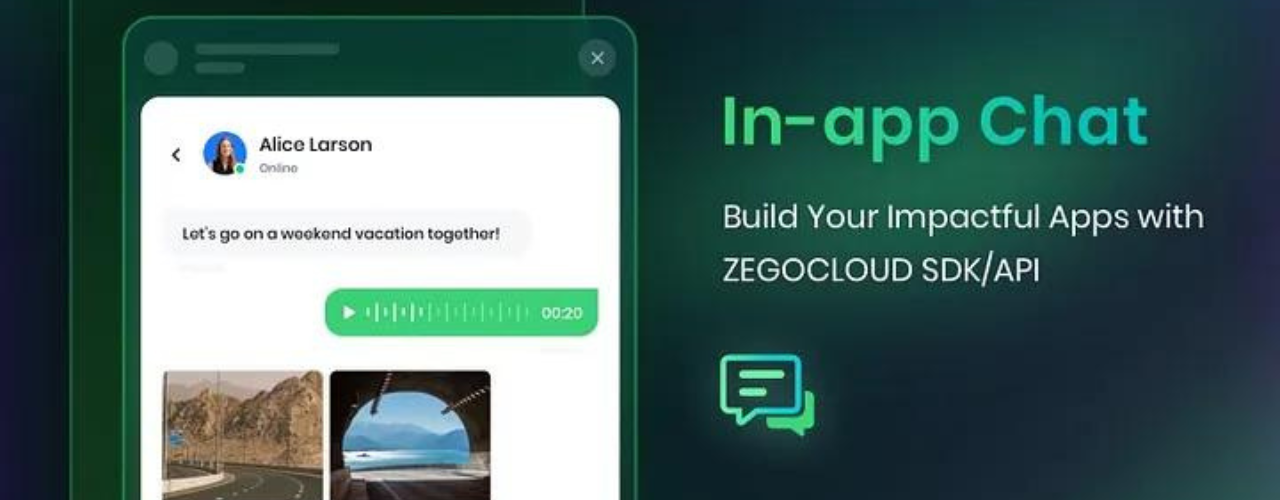 Alice Larson
Online
Let's go on a weekend vacation together!
00:20
In-app Chat
Build Your Impactful Apps with
ZEGOCLOUD SDK/API